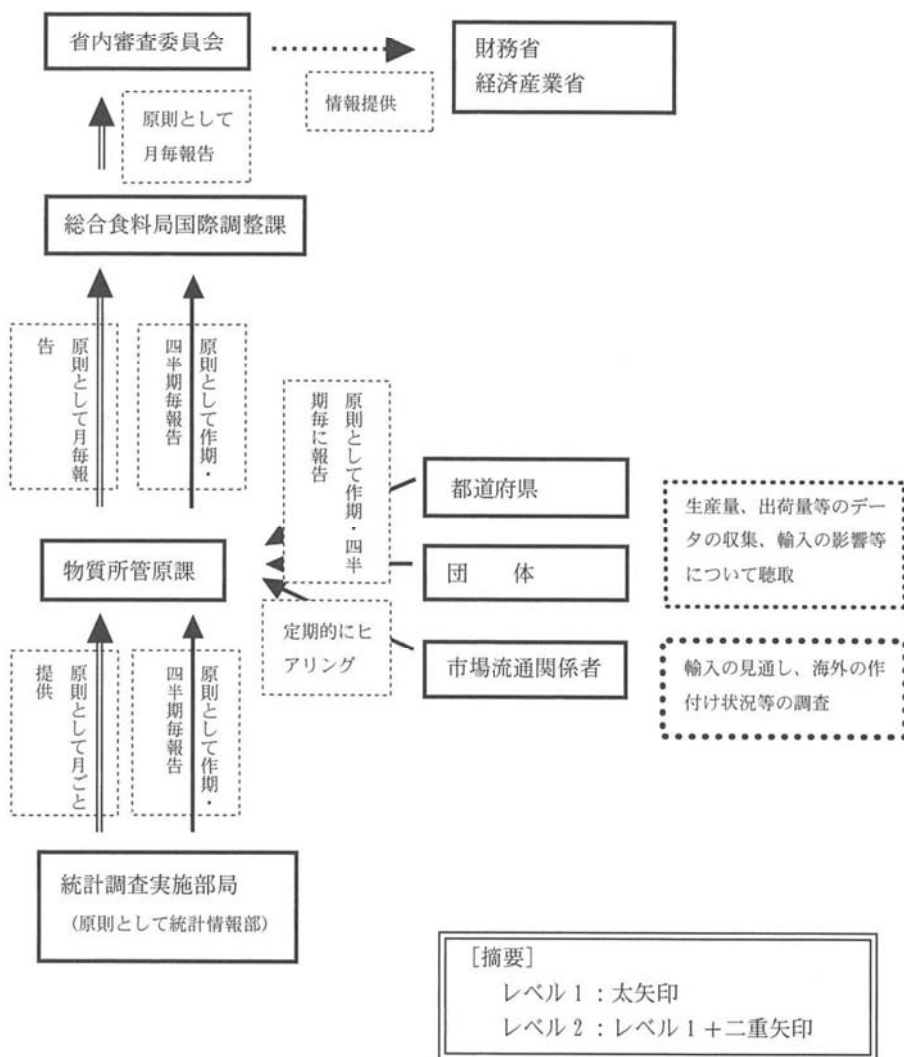 省内審査委員会
財務省
経済産業省
情報提供
原則として
月毎報告
総合食料局国際調整課
原則として月毎報
告
原則として作期・
四半期毎報告
原則として作期・四半
期毎に報告
都道府県
生産量、出荷量等のデー
タの収集、輸入の影響等
について聴取
物質所管原課
団　体
定期的にヒ
アリング
市場流通関係者
輸入の見通し、海外の作
付け状況等の調査
原則として月ごと
提供
原則として作期・
四半期毎報告
統計調査実施部局
（原則として統計情報部）
［摘要］
レベル1：太矢印
レベル2：レベル1＋二重矢印